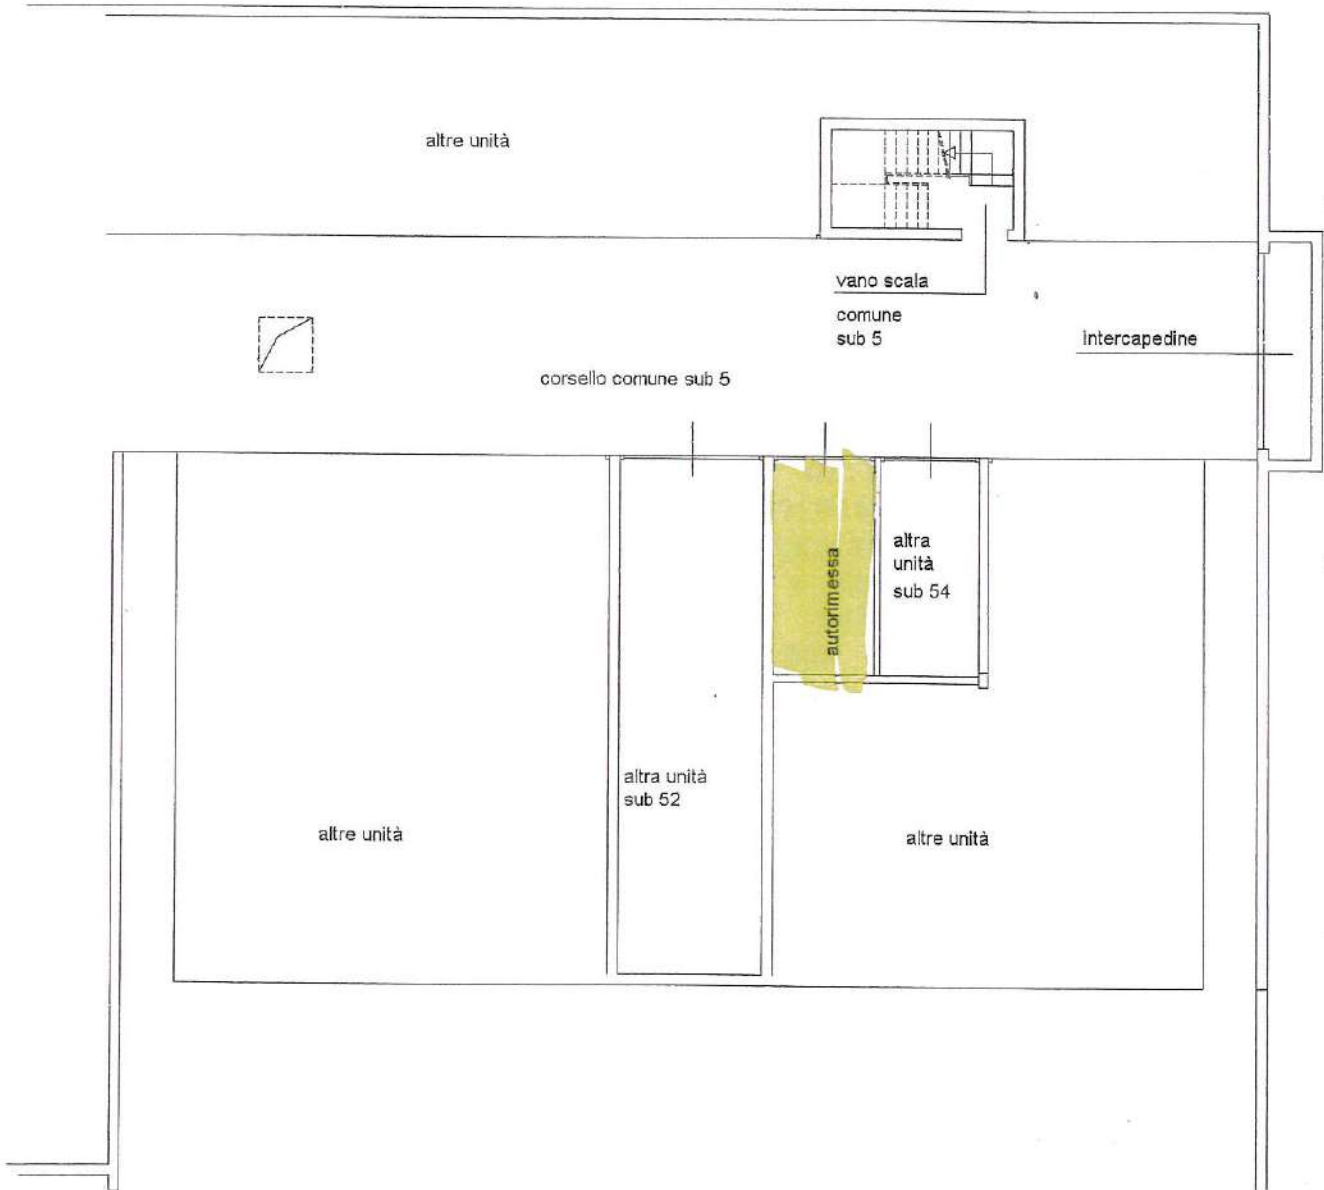 altre unità
vano scala
comune
sub 5
intercapedine
corsello comune sub 5
autorimessa
altra
unità
sub 54
altra unità
sub 52
altre unità
altre unità